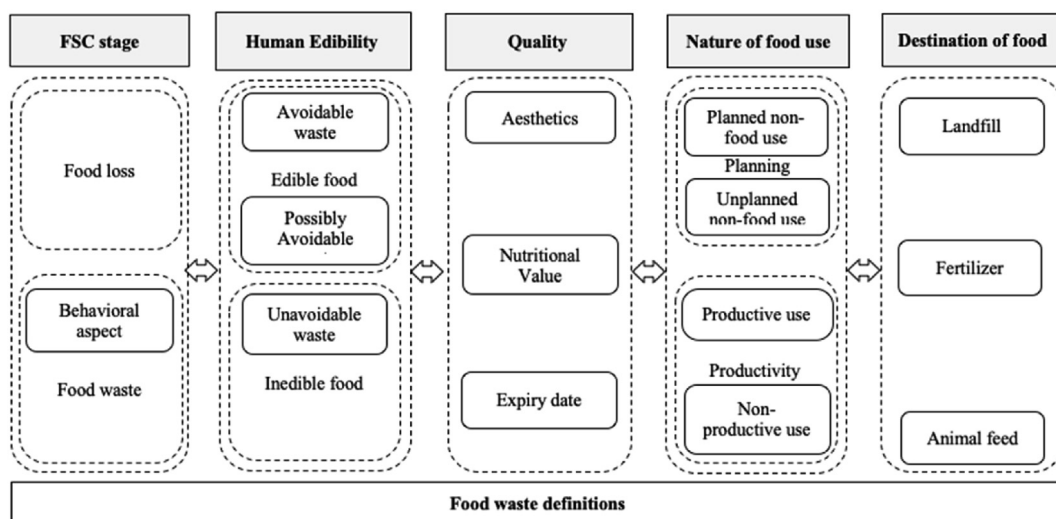 FSC stage
Food loss
Behavioral
aspect
Food waste
Human Edibility
Avoidable
waste
Edible food
Possibly
Avoidable
Unavoidable
waste
Inedible food
Quality
Aesthetics
Nutritional
Value
Expiry date
Nature of food use
Planned non-
food use
Planning
Unplanned
non-food use
Productive use
Productivity
Non-
productive use
Destination of food
Landfill
Fertilizer
Animal feed
Food waste definitions